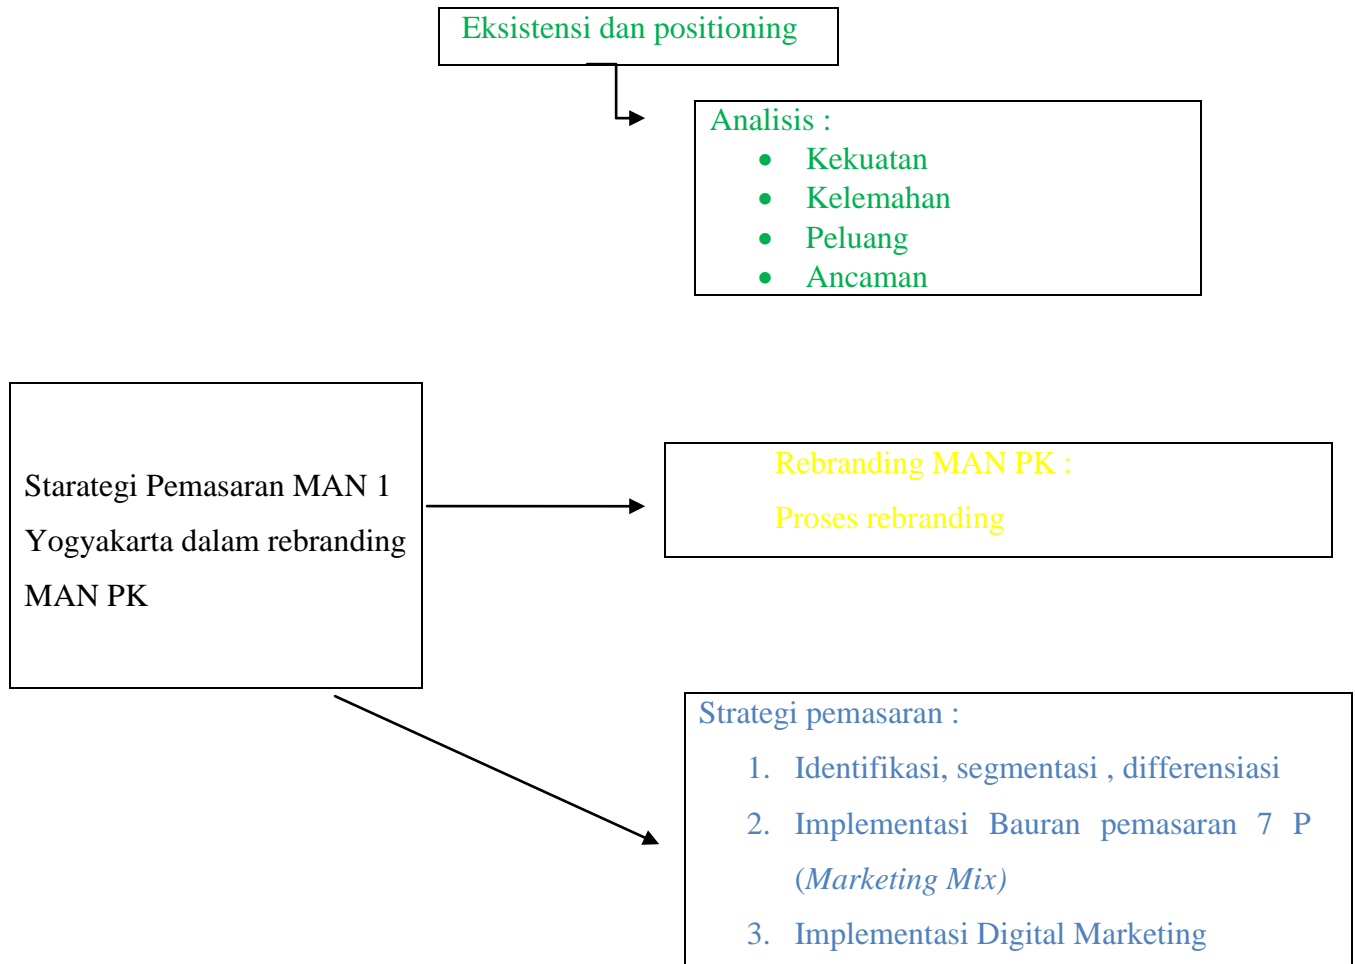 Eksistensi dan positioning
Analisis :
• Kekuatan
• Kelemahan
• Peluang
• Ancaman
Starategi Pemasaran MAN 1
Yogyakarta dalam rebranding
MAN PK
Rebranding MAN PK :
Proses rebranding
Strategi pemasaran :
1. Identifikasi, segmentasi , differensiasi
2. Implementasi Bauran pemasaran 7 P
(Marketing Mix)
3. Implementasi Digital Marketing